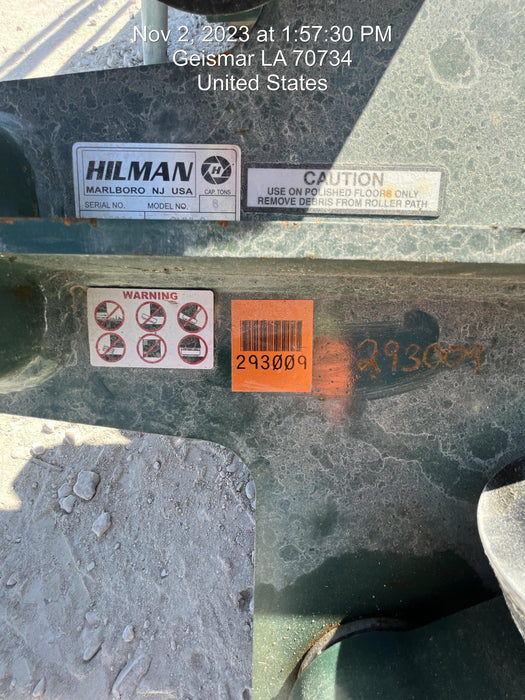 Nov 2, 2023 at 1:57:30 PM
Geismar LA 70734
United States
HILMAN
MARLBORO NJ USA
H
CAP. TONS
SERIAL NO.
MODEL NO.
8
CAUTION
USE ON POLISHED FLOORS ONLY
REMOVE DEBRIS FROM ROLLER PATH
WARNING
293009
293009